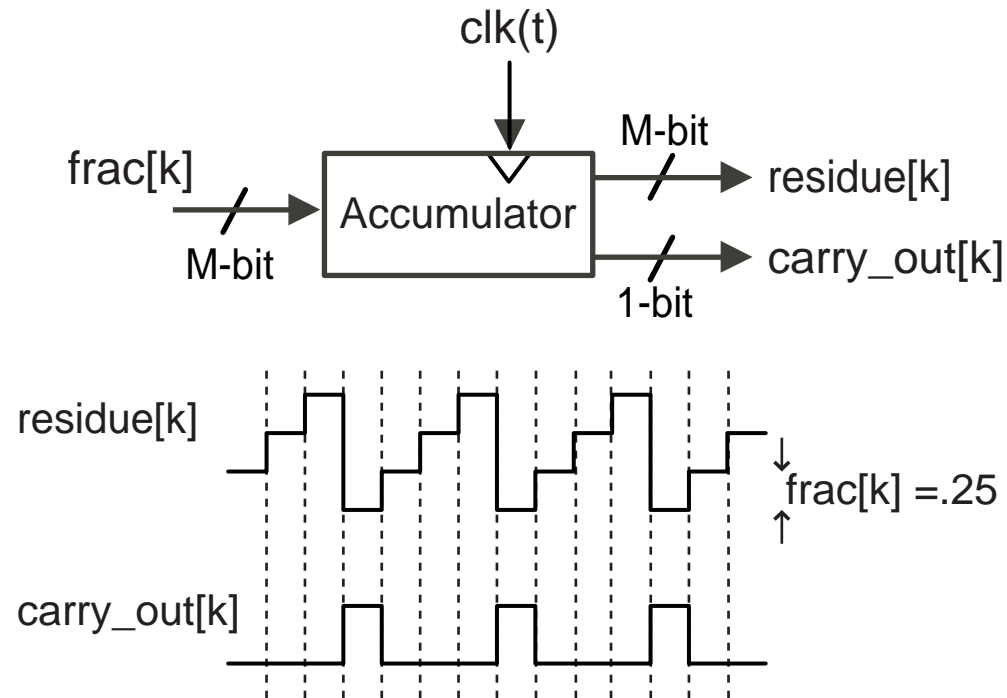 clk(t)
M-bit
frac[k]
residue[k]
Accumulator
M-bit
carry_out[k]
1-bit
residue[k]
frac[k] =.25
carry_out[k]